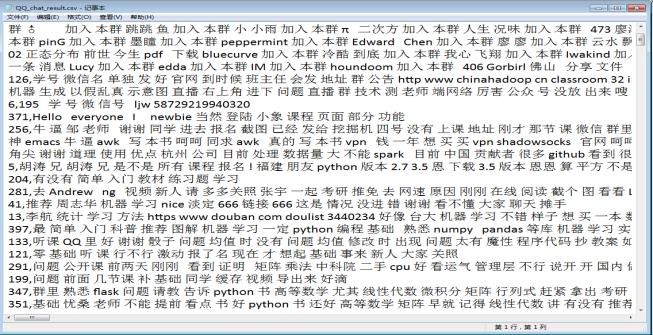 QQ_chat_result.csv - 记事本
文件(F) 编辑(E) 格式(O) 查看(V) 帮助(H)
群 加入 本群 跳跳 鱼 加入 本群 小 小雨 加入 本群 π 二次方 加入 本群 人生 况味 加入 本群 473 廖
本群 pinG 加入 本群 墨瞳 加入 本群 peppermint 加入 本群 Edward Chen 加入 本群 廖 廖 加入 本群 云水
02 正态分布 前世 今生 pdf 下载 bluecurve 加入 本群 冷酷 到底 加入 本群 我心 飞翔 加入 本群 iwakind 加入
一条 消息 Lucy 加入 本群 edda 加入 本群 IM 加入 本群 houndoom 加入 本群 406 Gorbirl 佛山 分享 文件
126,学号 微信名 单独 发 好 官网 到时候 班主任 会发 地址 群 公告 http www chinahadoop cn classroom 32 i
机器 生成 以假乱真 示意图 直播 右上角 进下 问题 直播 群 技术 测 老师 端网络 厉害 公众 号 没放 出来 嗖
6,195 学号 微信号 ljw 58729219940320
371,Hello everyone I newbie 当然 登陆 小象 课程 页面 部分 功能
256,牛逼 邹 老师 谢谢 同学 进去 报名 截图 已经 发给 挖掘机 四号 没有 上课 地址 刚才 那节 课 微信 群里
神 emacs 牛逼 awk 写 本书 呵呵 同求 awk 真的 写 本书 vpn 钱 一年 想 买 买 vpn shadowsocks 官网 呵呵
角尖 谢谢 道理 使用 优点 杭州 公司 目前 处理 数据量 大 不能 spark 目前 中国 贡献者 很多 github 看到 很
5,胡涛 兄 胡涛 兄 是不是 所有 课程 报名 ! 福建 朋友 python 版本 2.7 3.5 恩 下载 3.5 版本 恩恩 算 平方 不是
204,有没有 简单 入门 教材 练习题 学习
281,去 Andrew ng 视频 新人 请 多多 关照 张宇 一起 考研 推免 去 网速 原因 刚刚 在线 阅读 截个 图 看看 L
41,推荐 周志华 机器 学习 nice 淡定 666 链接 666 这是 情况 没进 错 谢谢 看不懂 大家 聊天 摊手
13,李航 统计 学习 方法 https www douban com doulist 3440234 好像 台大 机器 学习 不错 样子 想 买 一本
397,最 简单 入门 科普 推荐 图解 机器 学习 一定 python 编程 基础 熟悉 numpy pandas 等库 机器 学习 实
133,听课 QQ 里 好 谢谢 骰子 问题 均值 时 没有 问题 均值 修改 时 出现 问题 太 有 魔性 程序代码 抄 教案 如
121,零 基础 听课 行不行 激动 报了名 现在 才 想起 基础 事来 新人 大家 关照
291,问题 公开课 前 两天 刚刚 看到 证明 矩阵 乘法 中科院 二手 cpu 好 看 运气 管理层 不行 说开 开 国内
199,问题 前面 几节课 补 基础 同学 缓存 视频 导出来 好滴
347,群里 熟悉 flask 问题 请教 告诉 python 书 高等数学 尤其 线性代数 微积分 矩阵 行列式 赶紧 拿出 考研
351,基础 忧桑 老师 不能 提前 看点 书 好 python 书 还好 高等数学 矩阵 早就 记得 线性代数 讲 有没有 推荐
第 1 行，第 1 列